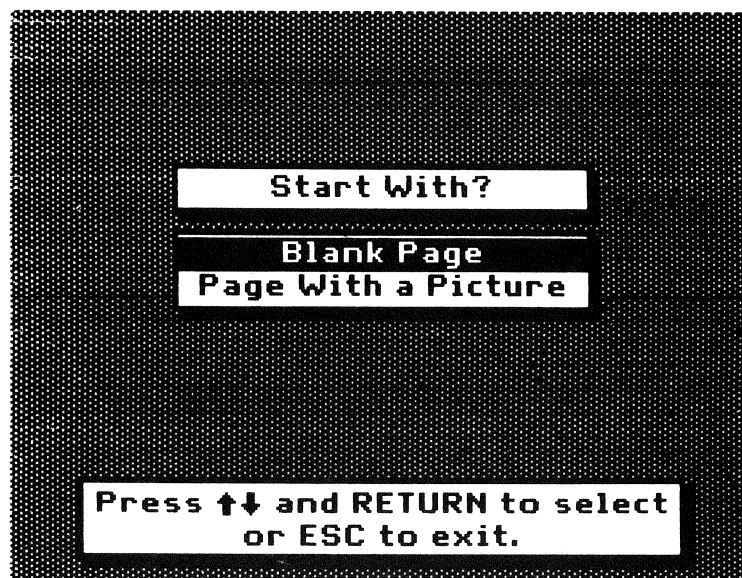 Start With?
Blank Page
Page With a Picture
Press ↑↓ and RETURN to select
or ESC to exit.